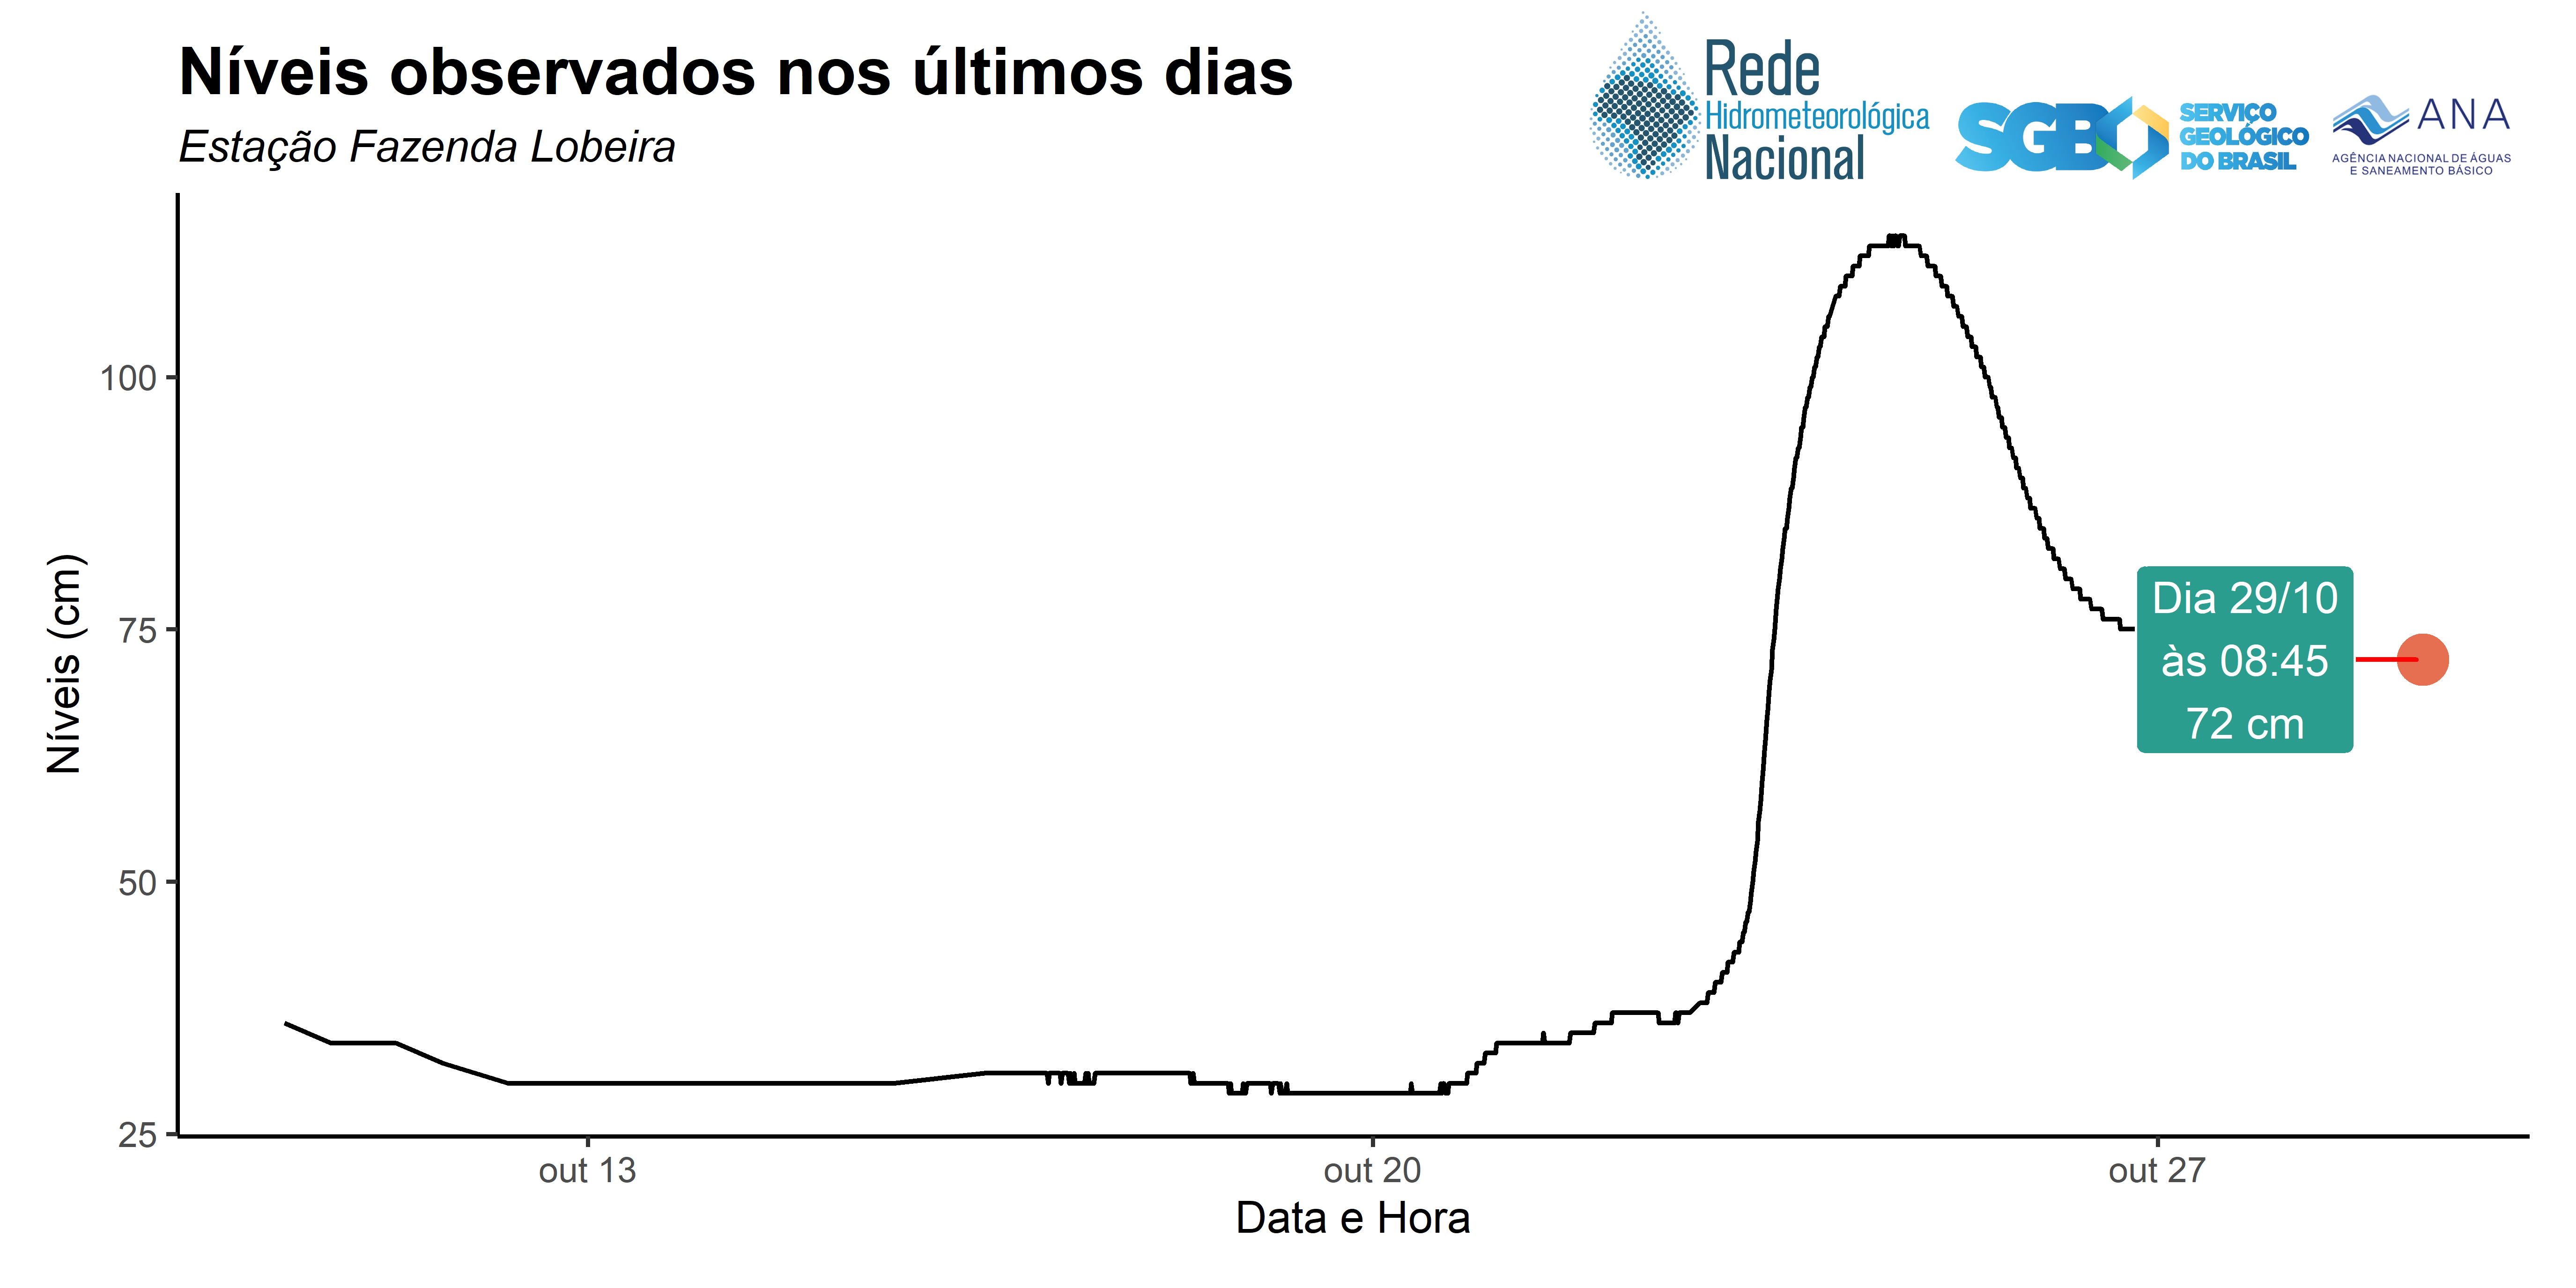 Níveis observados nos últimos dias
Estação Fazenda Lobeira
Rede
Hidrometeorológica
Nacional
SGB
SERVIÇO
GEOLÓGICO
DO BRASIL
ANA
AGÊNCIA NACIONAL DE ÁGUAS
E SANEAMENTO BÁSICO
Níveis (cm)
100
75
50
25
Dia 29/10
às 08:45
72 cm
out 13
out 20
out 27
Data e Hora